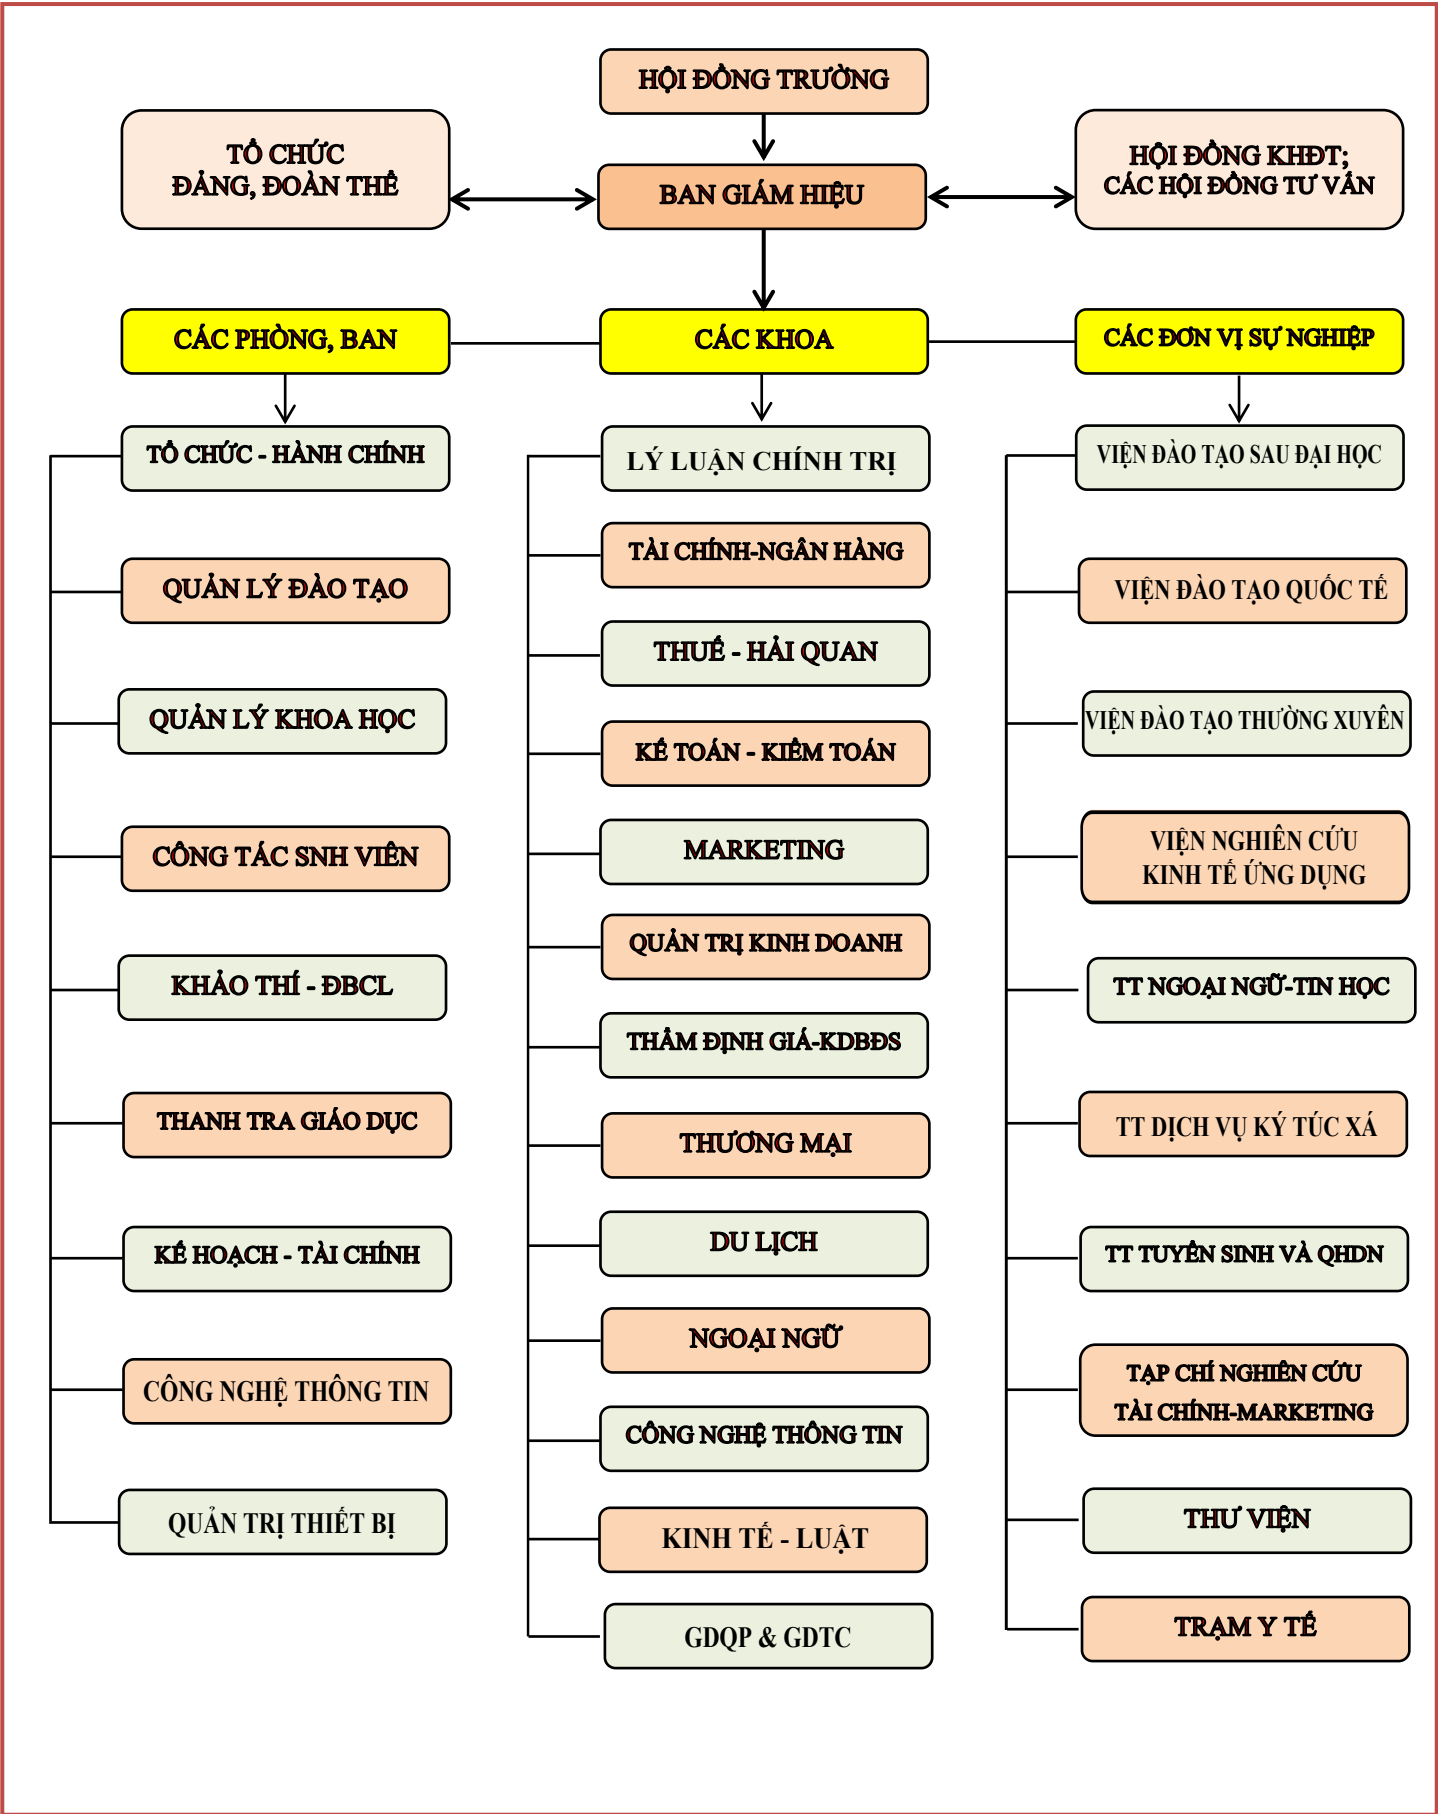 HỘI ĐỒNG TRƯỜNG
TỔ CHỨC
ĐẢNG, ĐOÀN THỂ
BAN GIÁM HIỆU
HỘI ĐỒNG KHĐT;
CÁC HỘI ĐỒNG TƯ VẤN
CÁC PHÒNG, BAN
CÁC KHOA
CÁC ĐƠN VỊ SỰ NGHIỆP
TỔ CHỨC - HÀNH CHÍNH
QUẢN LÝ ĐÀO TẠO
QUẢN LÝ KHOA HỌC
CÔNG TÁC SNH VIÊN
KHẢO THÍ - ĐBCL
THANH TRA GIÁO DỤC
KẾ HOẠCH - TÀI CHÍNH
CÔNG NGHỆ THÔNG TIN
QUẢN TRỊ THIẾT BỊ
LÝ LUẬN CHÍNH TRỊ
TÀI CHÍNH-NGÂN HÀNG
THUẾ - HẢI QUAN
KẾ TOÁN - KIỂM TOÁN
MARKETING
QUẢN TRỊ KINH DOANH
THẨM ĐỊNH GIÁ-KDBĐS
THƯƠNG MẠI
DU LỊCH
NGOẠI NGỮ
CÔNG NGHỆ THÔNG TIN
KINH TẾ - LUẬT
GDQP & GDTC
VIỆN ĐÀO TẠO SAU ĐẠI HỌC
VIỆN ĐÀO TẠO QUỐC TẾ
VIỆN ĐÀO TẠO THƯỜNG XUYÊN
VIỆN NGHIÊN CỨU
KINH TẾ ỨNG DỤNG
TT NGOẠI NGỮ-TIN HỌC
TT DỊCH VỤ KÝ TÚC XÁ
TT TUYỂN SINH VÀ QHDN
TẠP CHÍ NGHIÊN CỨU
TÀI CHÍNH-MARKETING
THƯ VIỆN
TRẠM Y TẾ